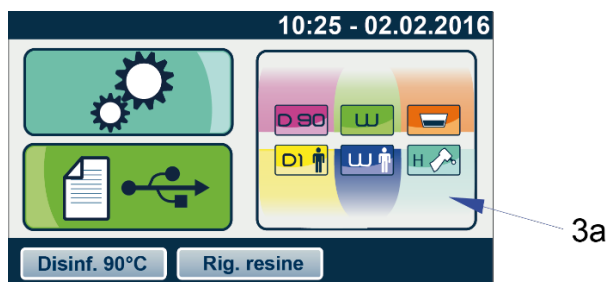 10:25 - 02.02.2016
D 90 W
D1 W H
3a
Disinf. 90°C Rig. resine